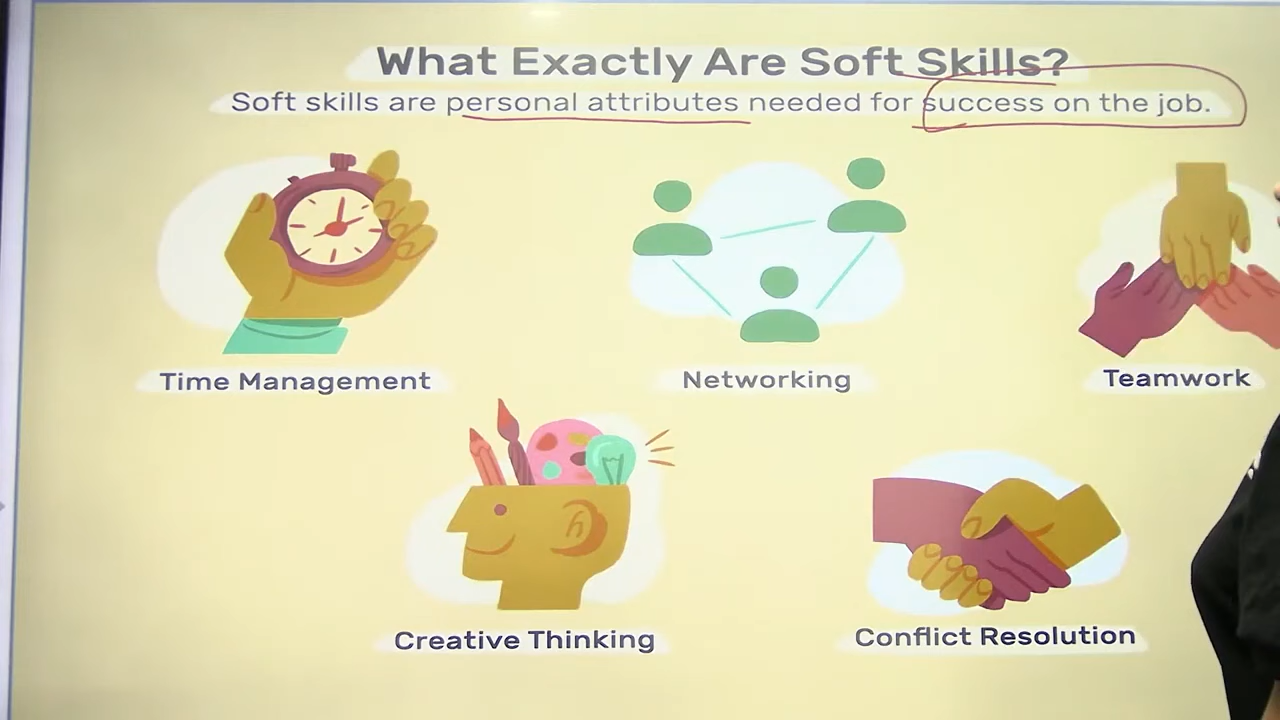 What Exactly Are Soft Skills?
Soft skills are personal attributes needed for success on the job.
Time Management
Networking
Teamwork
Creative Thinking
Conflict Resolution